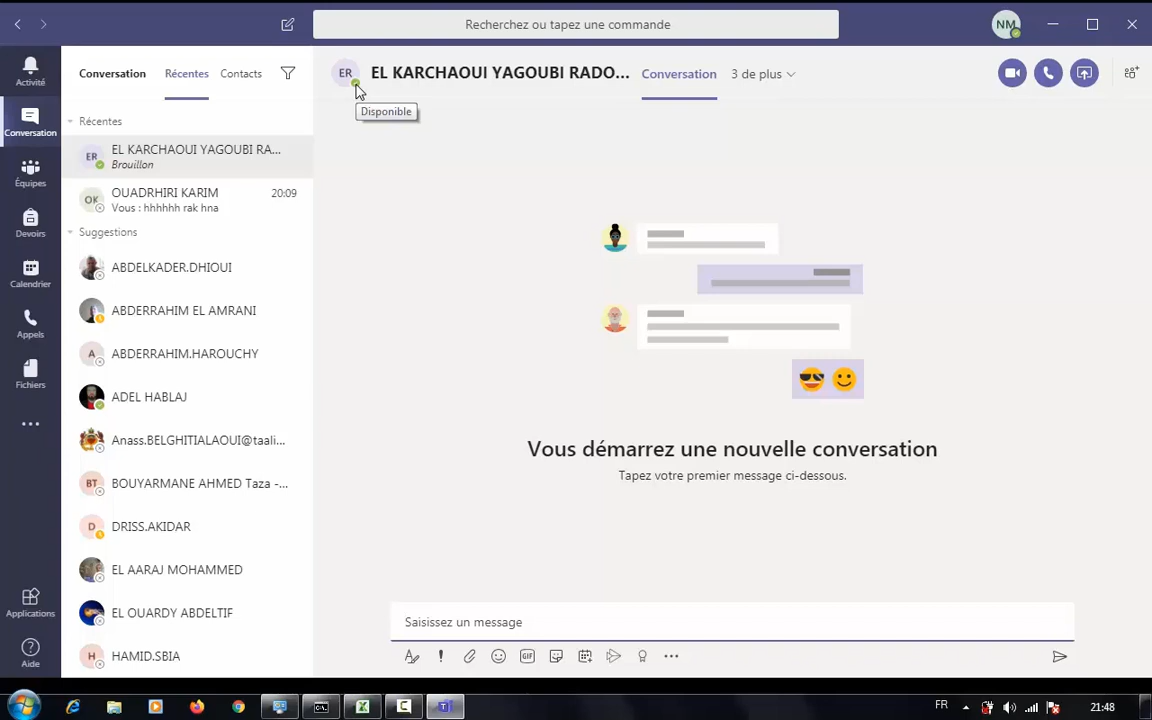 Recherchez ou tapez une commande
NM
Activité
Conversation
Équipes
Devoirs
Calendrier
Appels
Fichiers
Applications
Aide
Conversation
Récentes
Contacts
Récentes
ER
EL KARCHAOUI YAGOUBI RA...
Brouillon
OK
OUADRHIRI KARIM
20:09
Vous : hhhhhh rak hna
Suggestions
ABDELKADER.DHIOUI
ABDERRAHIM EL AMRANI
A
ABDERRAHIM.HAROUCHY
ADEL HABLAJ
Anass.BELGHITIALAOUI@taali...
BT
BOUYARMANE AHMED Taza -...
D
DRISS.AKIDAR
EL AARAJ MOHAMMED
EL OUARDY ABDELTIF
H
HAMID.SBIA
ER
EL KARCHAOUI YAGOUBI RADO...
Conversation
3 de plus
Disponible
Vous démarrez une nouvelle conversation
Tapez votre premier message ci-dessous.
Saisissez un message
GIF
FR
21:48